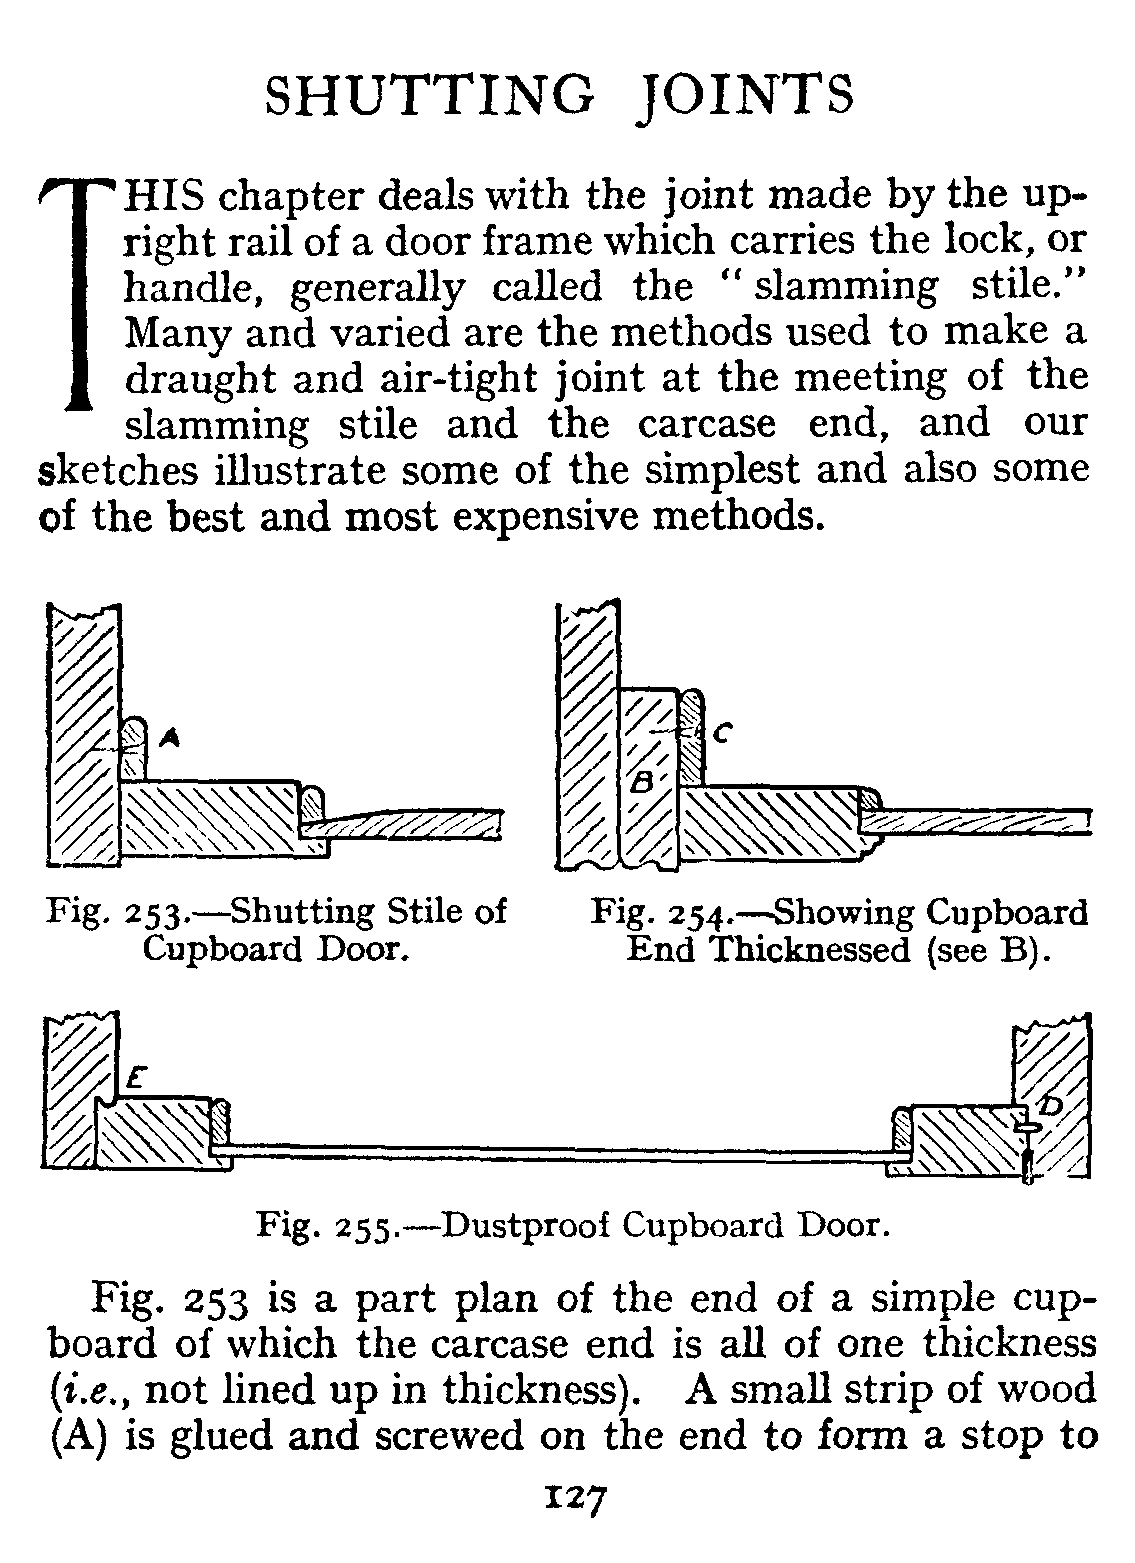 SHUTTING JOINTS
THIS chapter deals with the joint made by the up-
right rail of a door frame which carries the lock, or
handle, generally called the “ slamming stile.”
Many and varied are the methods used to make a
draught and air-tight joint at the meeting of the
slamming stile and the carcase end, and our
sketches illustrate some of the simplest and also some
of the best and most expensive methods.
A
B
C
Fig. 253.—Shutting Stile of
Cupboard Door.
Fig. 254.—Showing Cupboard
End Thicknessed (see B).
E
D
Fig. 255.—Dustproof Cupboard Door.
Fig. 253 is a part plan of the end of a simple cup-
board of which the carcase end is all of one thickness
(i.e., not lined up in thickness). A small strip of wood
(A) is glued and screwed on the end to form a stop to
127